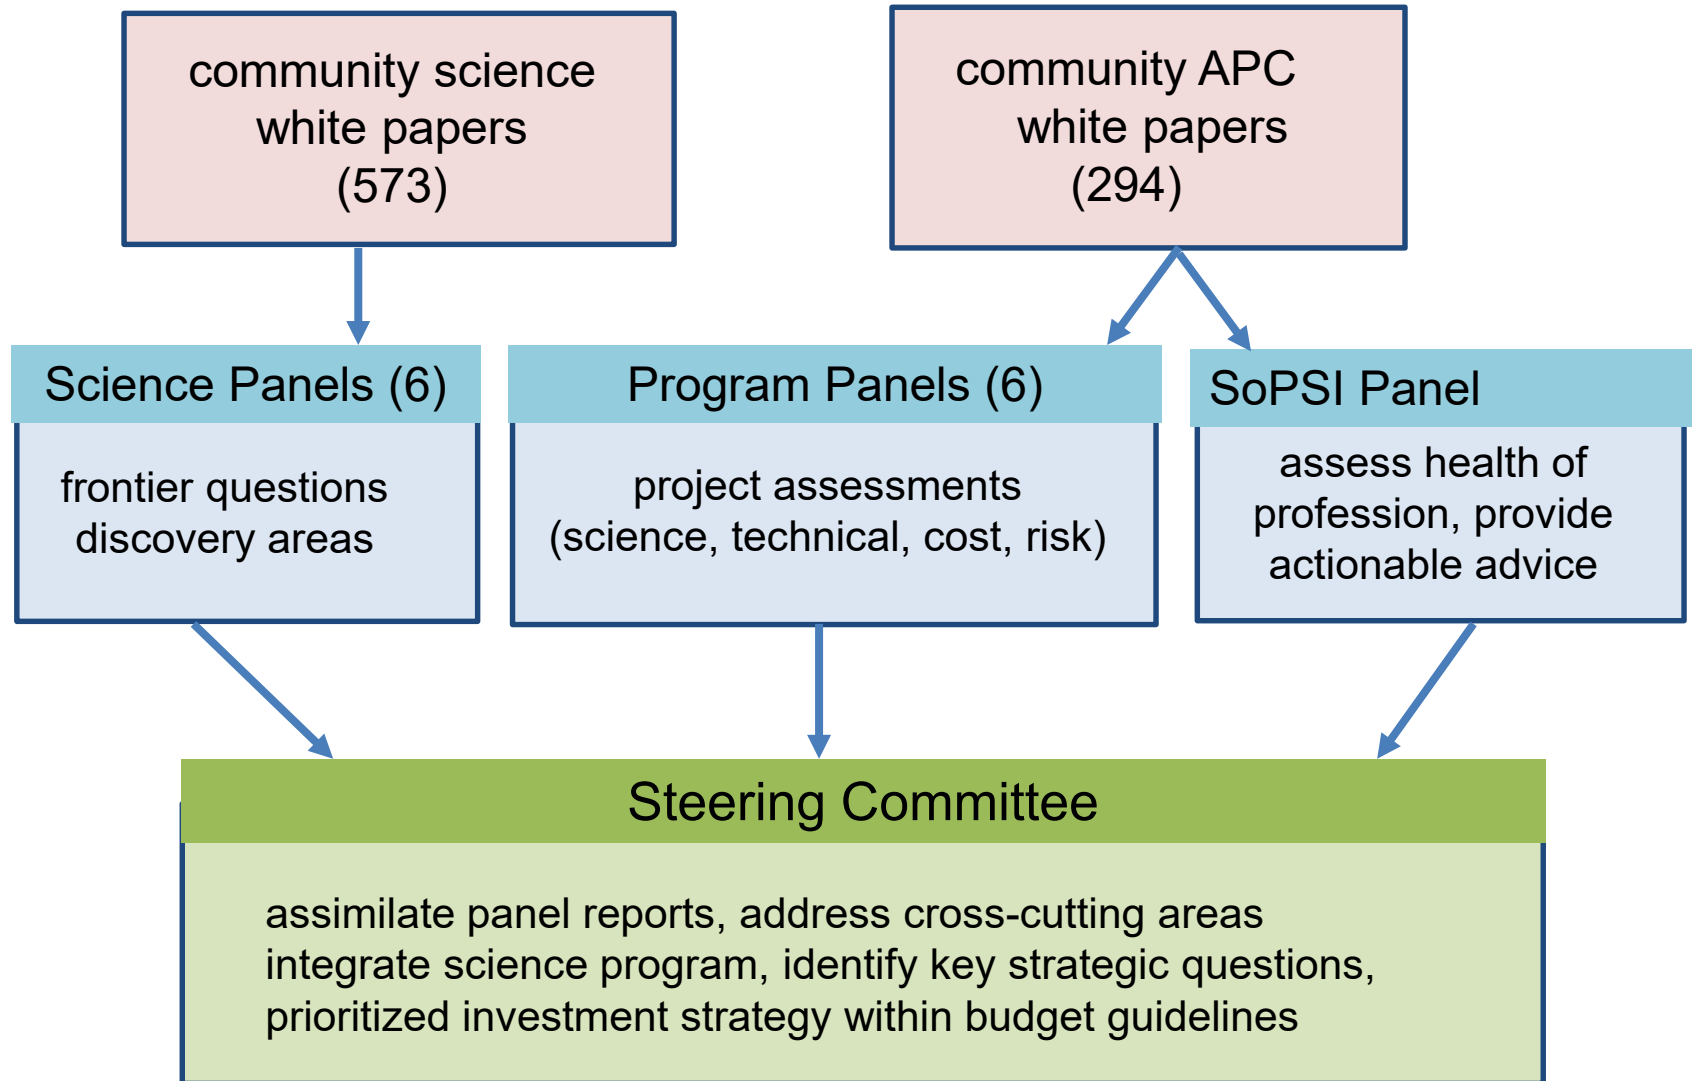 community science
white papers
(573)
community APC
white papers
(294)
Science Panels (6)
frontier questions
discovery areas
Program Panels (6)
project assessments
(science, technical, cost, risk)
SoPSI Panel
assess health of
profession, provide
actionable advice
Steering Committee
assimilate panel reports, address cross-cutting areas
integrate science program, identify key strategic questions,
prioritized investment strategy within budget guidelines